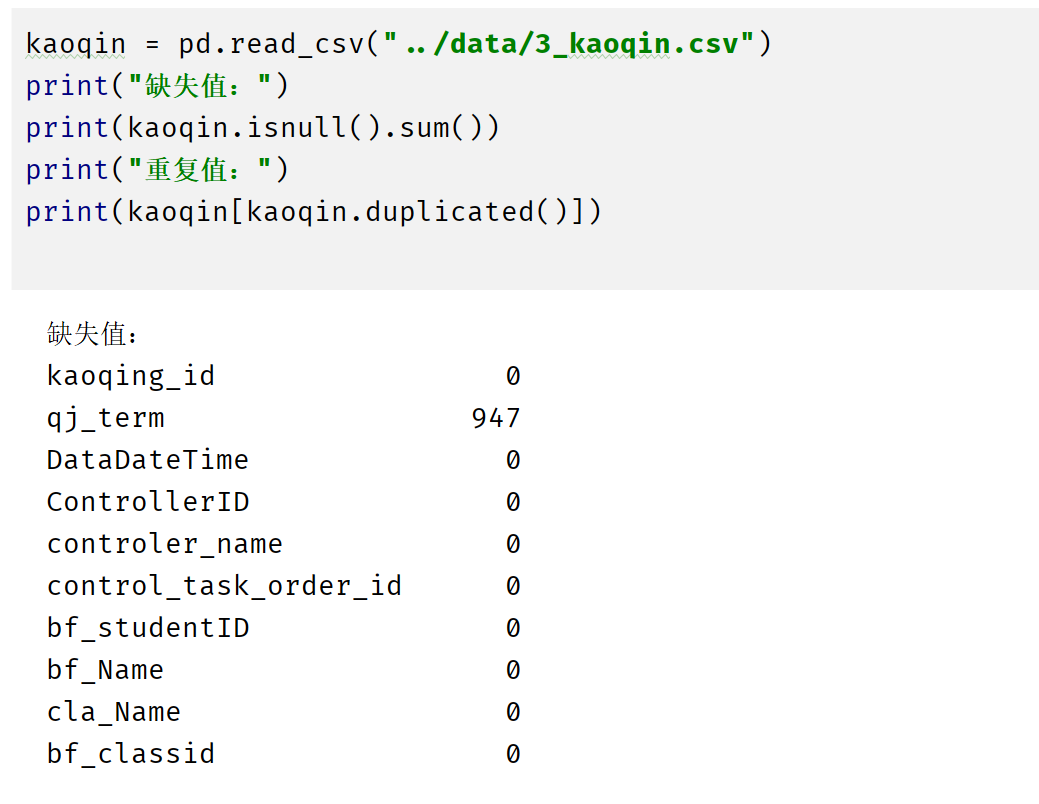 kaoqin = pd.read_csv("../data/3_kaoqin.csv")
print("缺失值：")
print(kaoqin.isnull().sum())
print("重复值：")
print(kaoqin[kaoqin.duplicated()])
缺失值：
kaoqing_id 0
qj_term 947
DataDateTime 0
ControllerID 0
controler_name 0
control_task_order_id 0
bf_studentID 0
bf_Name 0
cla_Name 0
bf_classid 0